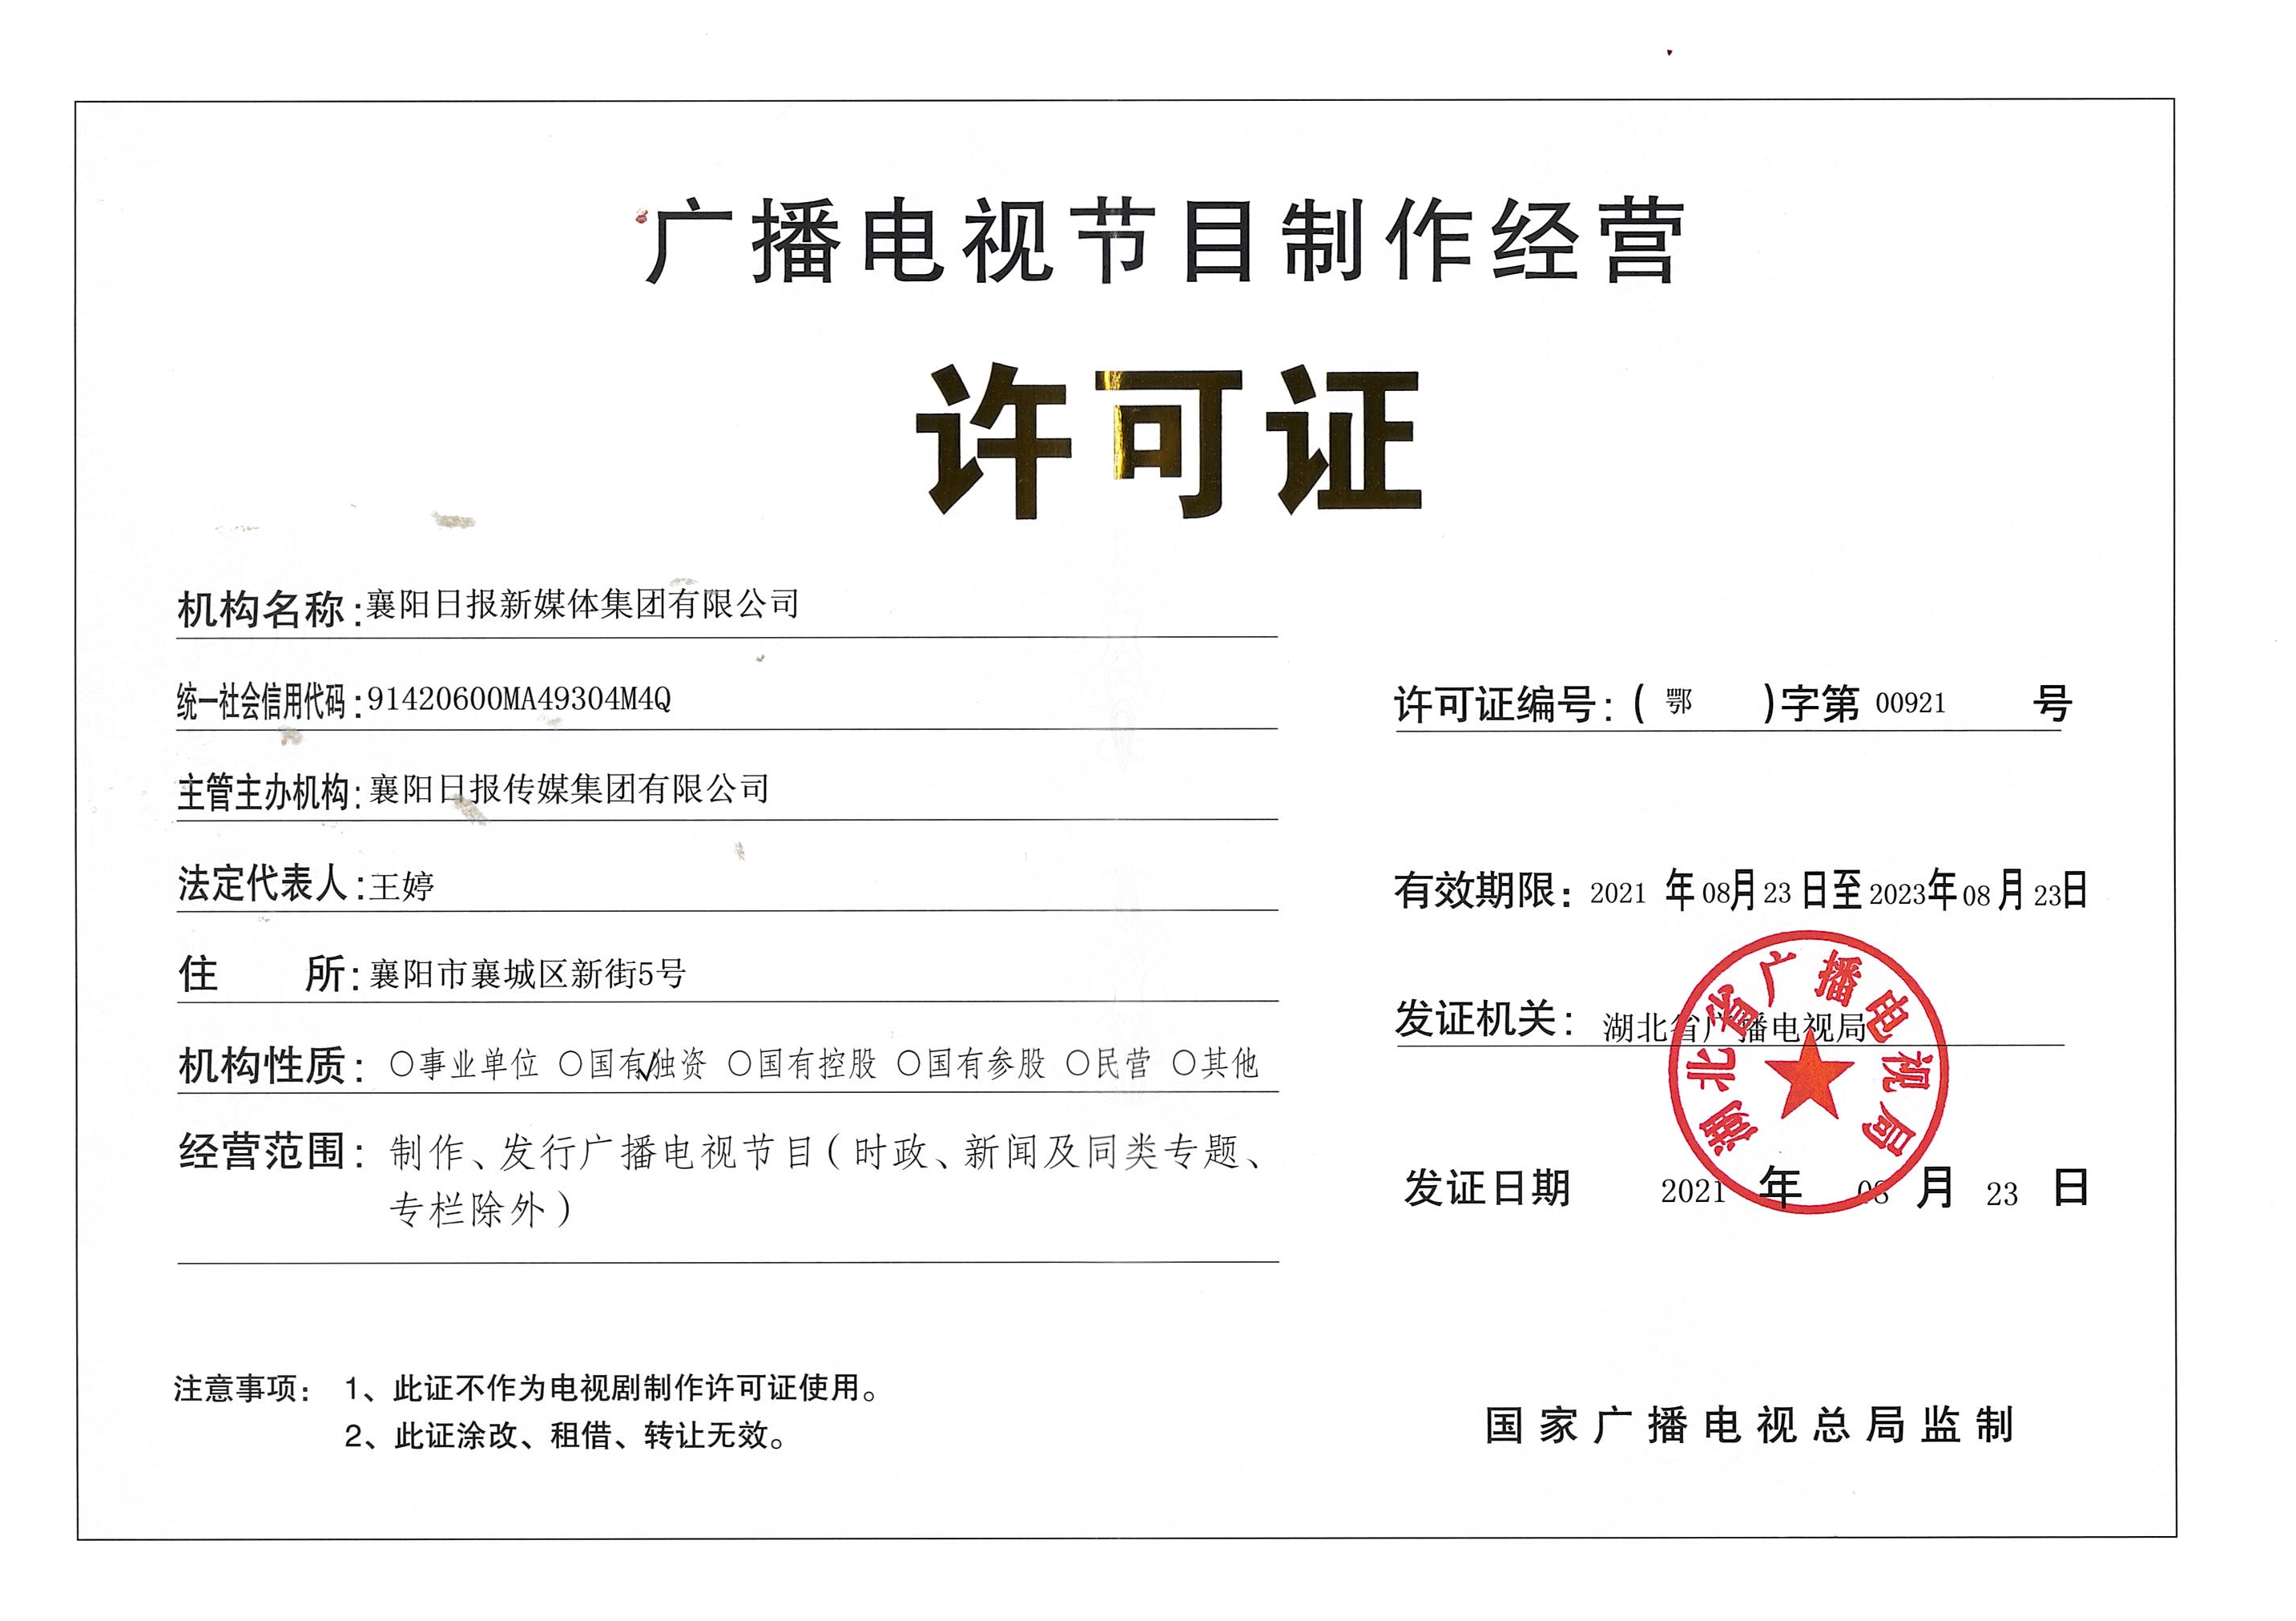 广播电视节目制作经营
许可证
机构名称:襄阳日报新媒体集团有限公司
统一社会信用代码:91420600MA49304M4Q
主管主办机构:襄阳日报传媒集团有限公司
法定代表人:王婷
住 所:襄阳市襄城区新街5号
机构性质: ○事业单位 ○国有独资 ○国有控股 ○国有参股 ○民营 ○其他
经营范围: 制作、发行广播电视节目(时政、新闻及同类专题、
专栏除外)
许可证编号:( 鄂 )字第 00921 号
有效期限: 2021 年08月23日至2023年08月23日
发证机关: 湖北省广播电视局
湖北省广播电视局
发证日期 2021 年 08 月 23 日
注意事项: 1、此证不作为电视剧制作许可证使用。
2、此证涂改、租借、转让无效。
国家广播电视总局监制